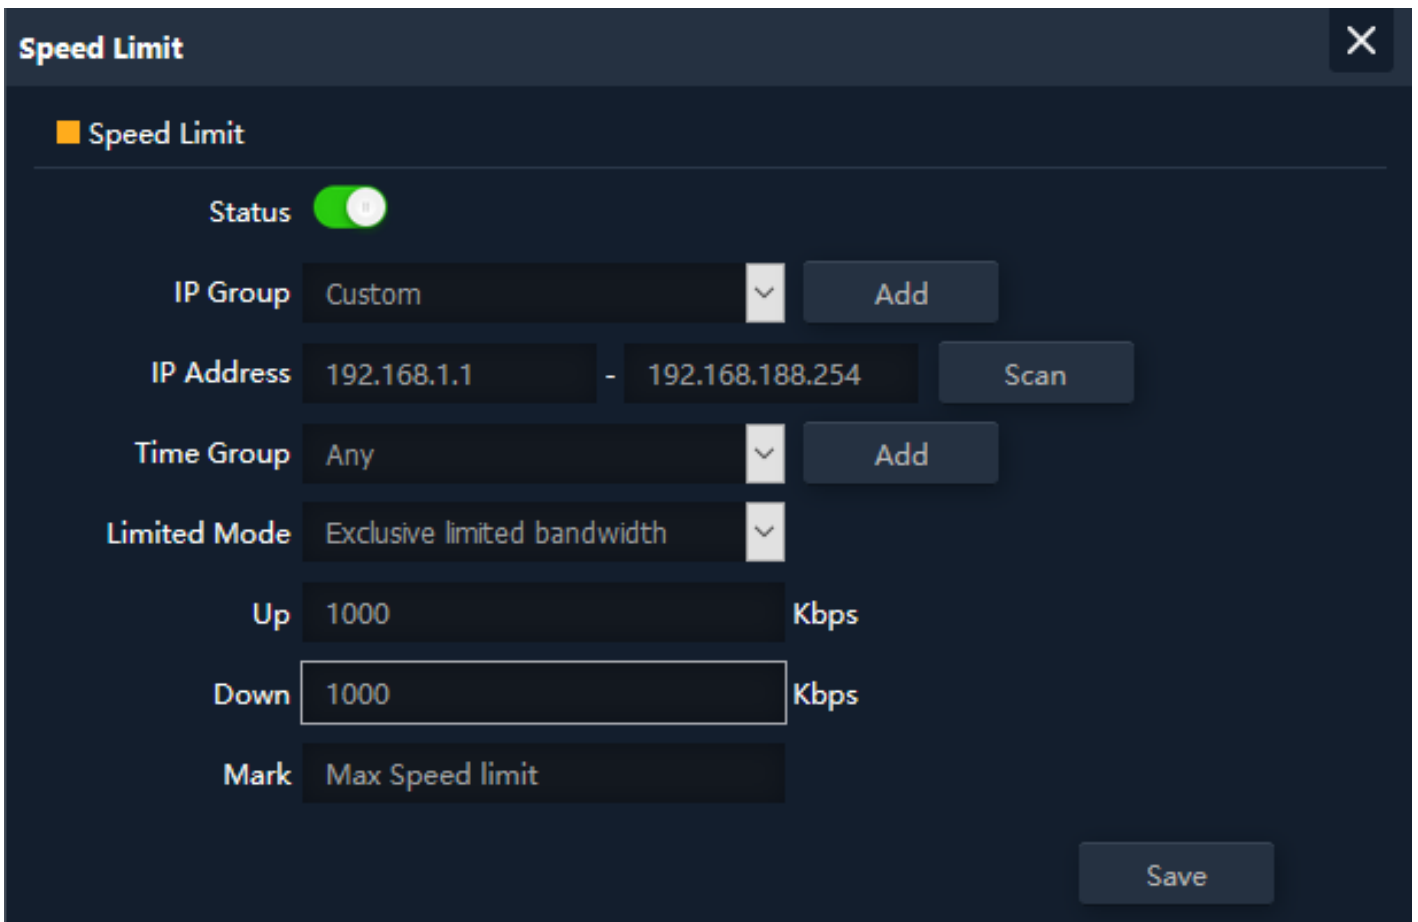 Speed Limit
Speed Limit
Status
IP Group Custom Add
IP Address 192.168.1.1 - 192.168.188.254 Scan
Time Group Any Add
Limited Mode Exclusive limited bandwidth
Up 1000 Kbps
Down 1000 Kbps
Mark Max Speed limit
Save